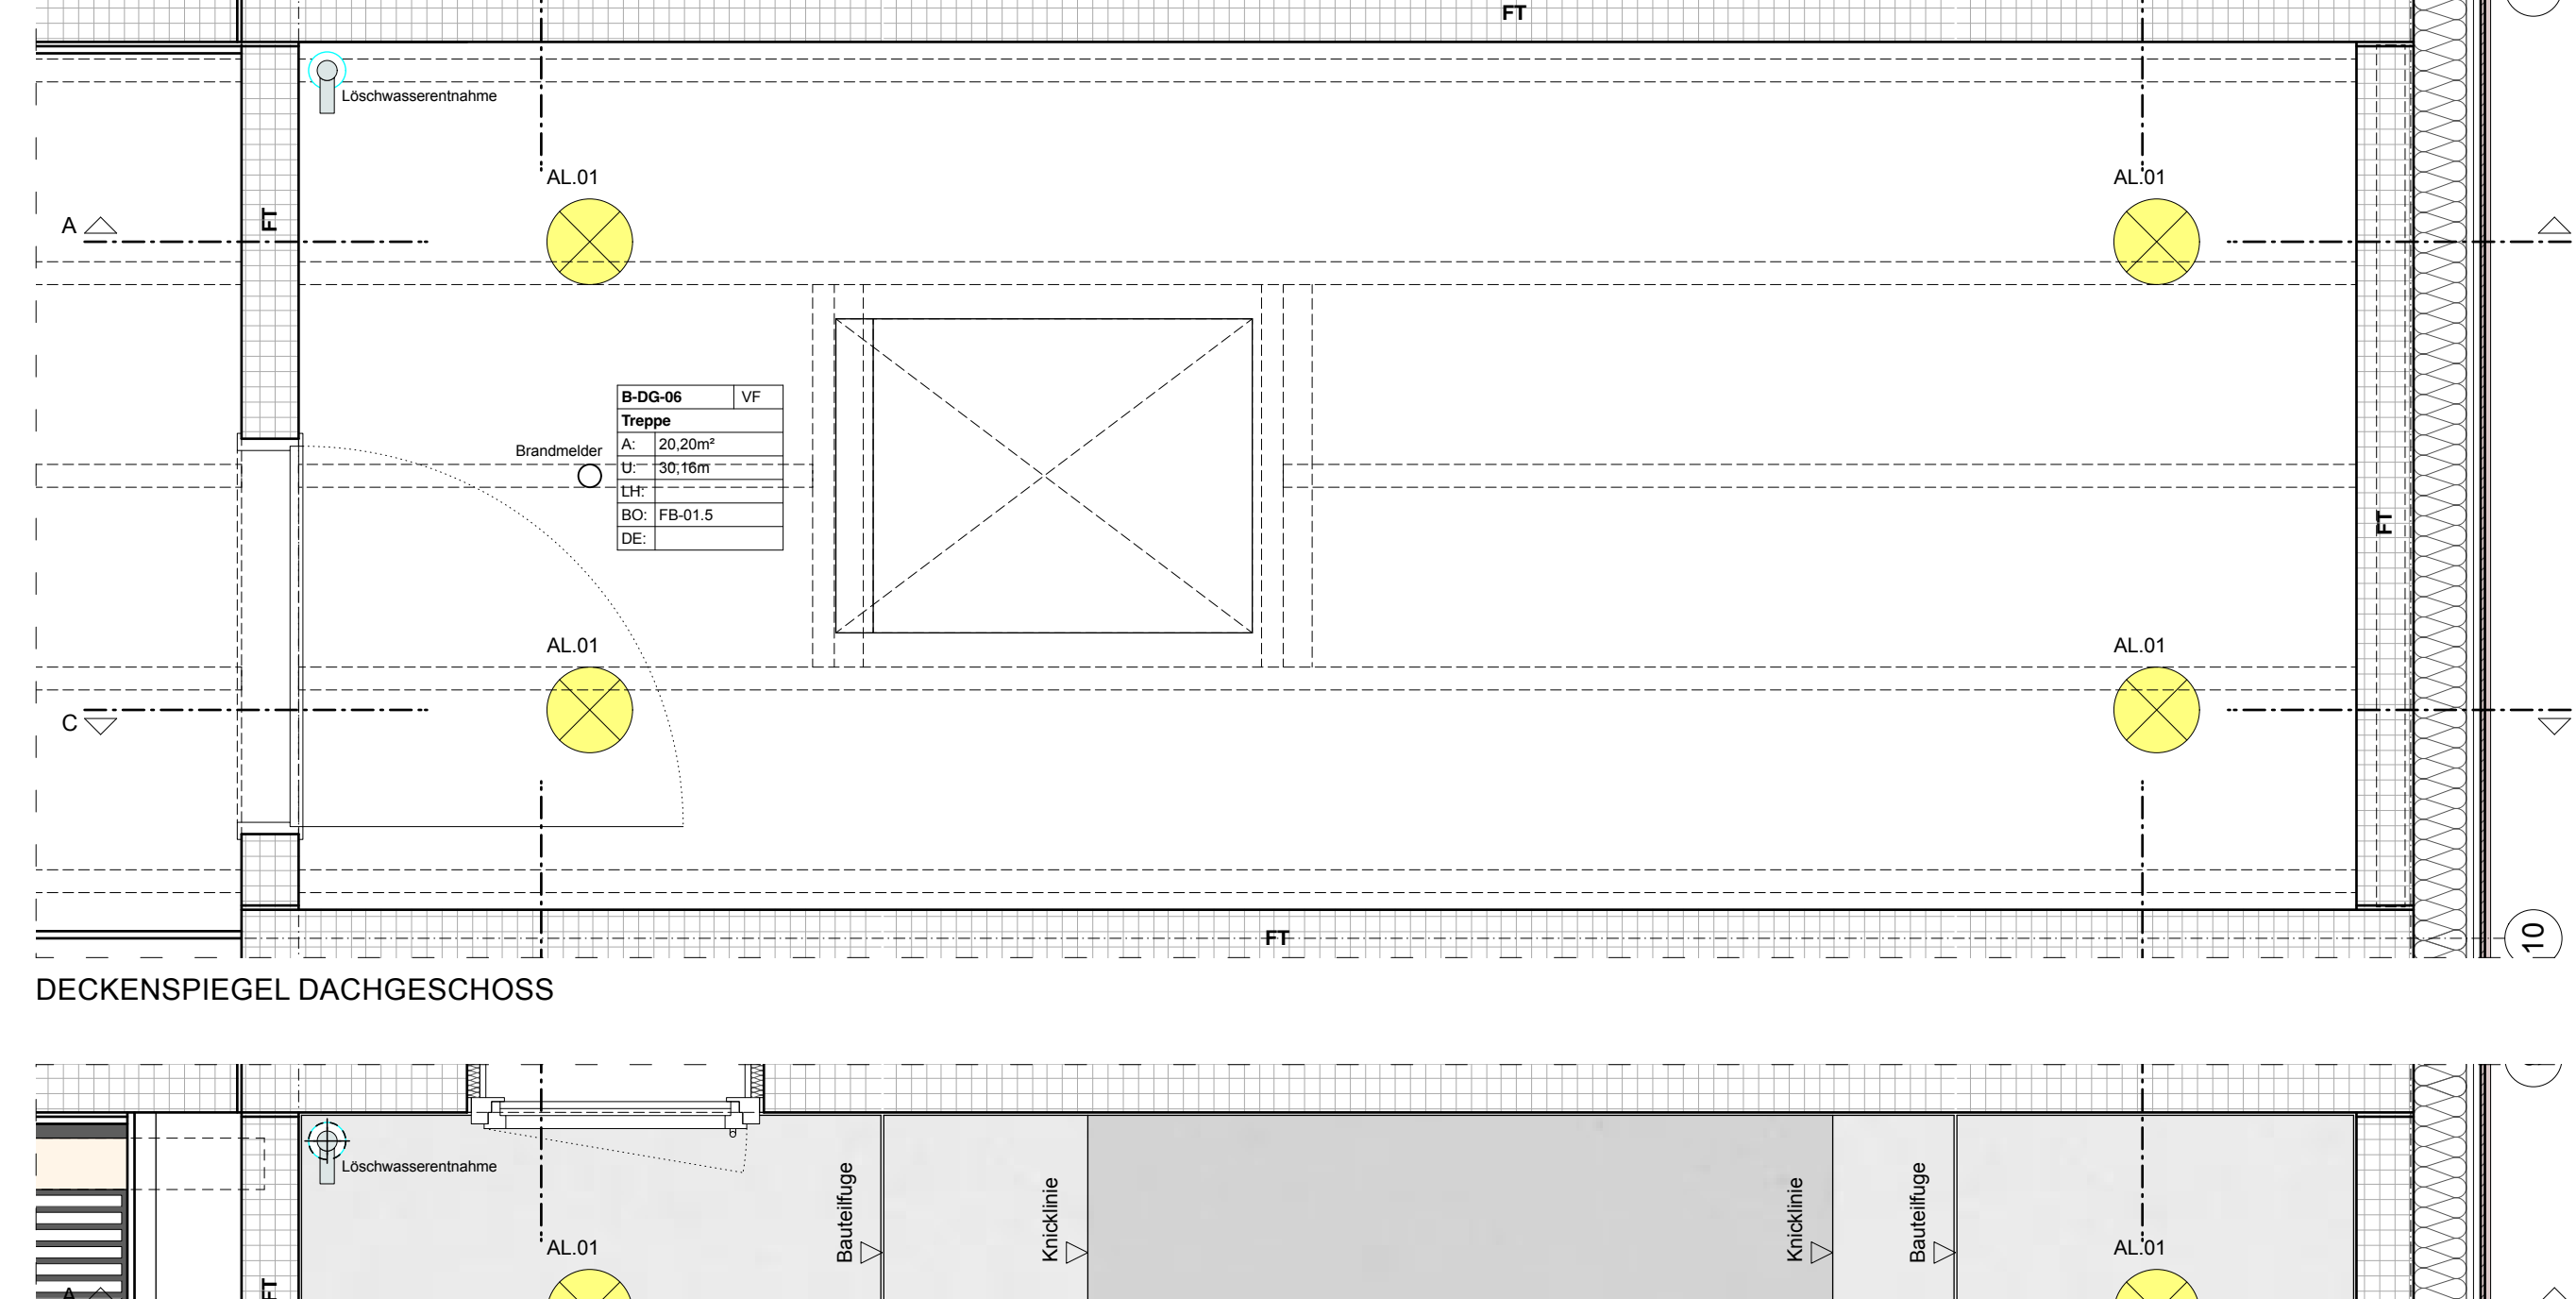 FT
Löschwasserentnahme
AL.01
AL.01
A
FT
B-DG-06 VF
Treppe
A: 20,20m²
Brandmelder
U: 30,16m
LH:
BO: FB-01.5
DE:
FT
AL.01
AL.01
C
FT
10
DECKENSPIEGEL DACHGESCHOSS
Löschwasserentnahme
Bauteilfuge
Knicklinie
Knicklinie
Bauteilfuge
AL.01
AL.01
FT
A